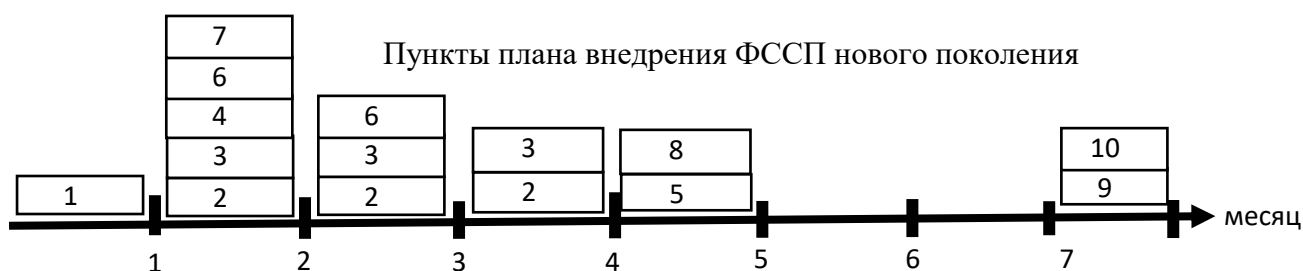 7
Пункты плана внедрения ФССП нового поколения
6
4 6 3 8 10
1 3 3 2 5 9
2 2
месяц
1 2 3 4 5 6 7